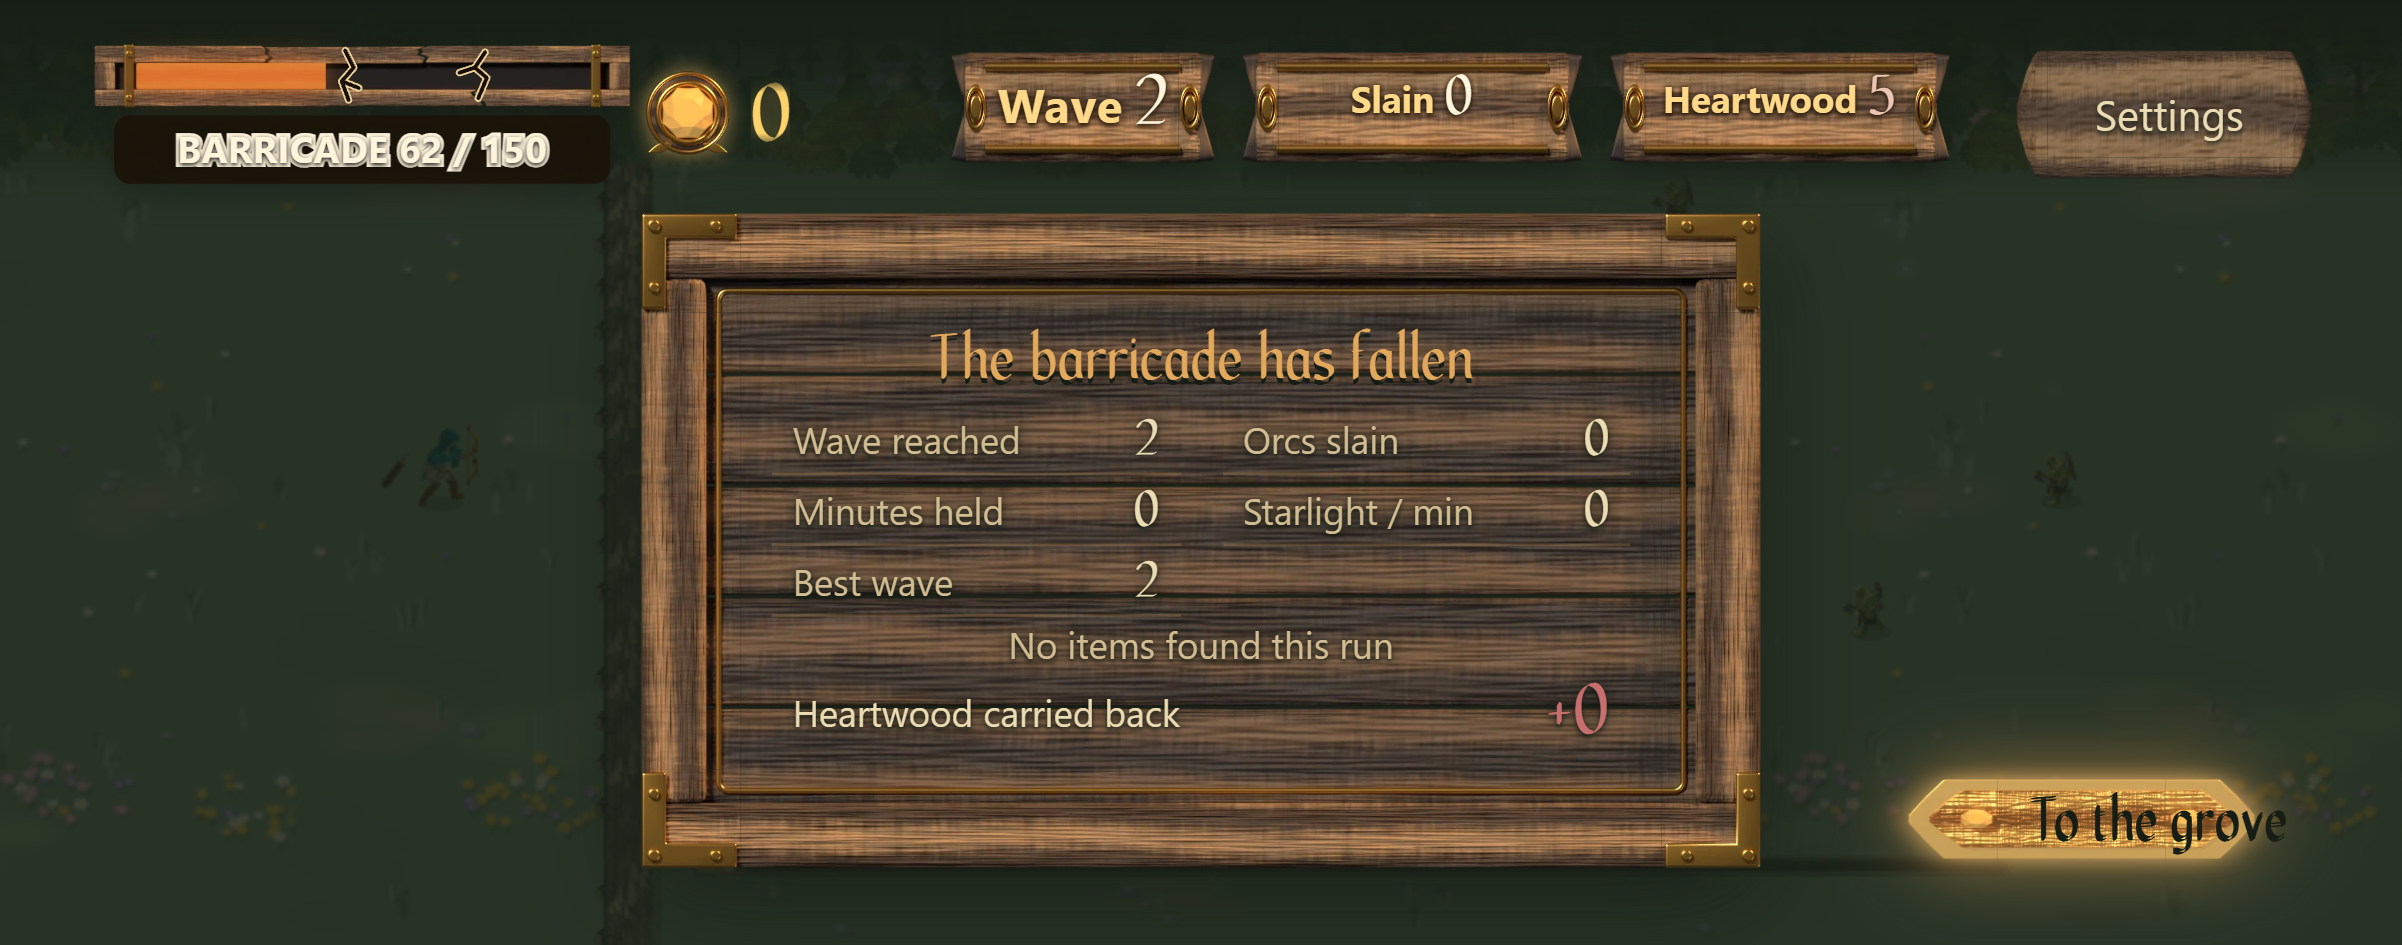 BARRICADE 62 / 150
0
Wave 2
Slain 0
Heartwood 5
Settings
The barricade has fallen
Wave reached 2
Orcs slain 0
Minutes held 0
Starlight / min 0
Best wave 2
No items found this run
Heartwood carried back +0
To the grove